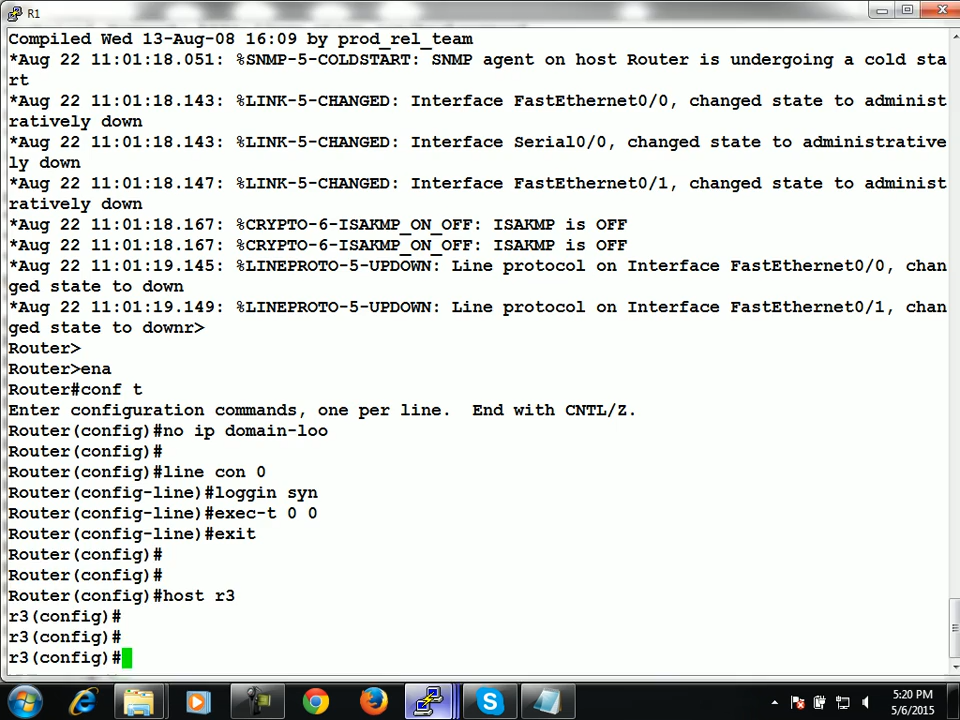 R1
Compiled Wed 13-Aug-08 16:09 by prod_rel_team
*Aug 22 11:01:18.051: %SNMP-5-COLDSTART: SNMP agent on host Router is undergoing a cold sta
rt
*Aug 22 11:01:18.143: %LINK-5-CHANGED: Interface FastEthernet0/0, changed state to administ
ratively down
*Aug 22 11:01:18.143: %LINK-5-CHANGED: Interface Serial0/0, changed state to administrative
ly down
*Aug 22 11:01:18.147: %LINK-5-CHANGED: Interface FastEthernet0/1, changed state to administ
ratively down
*Aug 22 11:01:18.167: %CRYPTO-6-ISAKMP_ON_OFF: ISAKMP is OFF
*Aug 22 11:01:18.167: %CRYPTO-6-ISAKMP_ON_OFF: ISAKMP is OFF
*Aug 22 11:01:19.145: %LINEPROTO-5-UPDOWN: Line protocol on Interface FastEthernet0/0, chan
ged state to down
*Aug 22 11:01:19.149: %LINEPROTO-5-UPDOWN: Line protocol on Interface FastEthernet0/1, chan
ged state to downr>
Router>
Router>ena
Router#conf t
Enter configuration commands, one per line.  End with CNTL/Z.
Router(config)#no ip domain-loo
Router(config)#
Router(config)#line con 0
Router(config-line)#loggin syn
Router(config-line)#exec-t 0 0
Router(config-line)#exit
Router(config)#
Router(config)#
Router(config)#host r3
r3(config)#
r3(config)#
r3(config)#
5:20 PM
5/6/2015